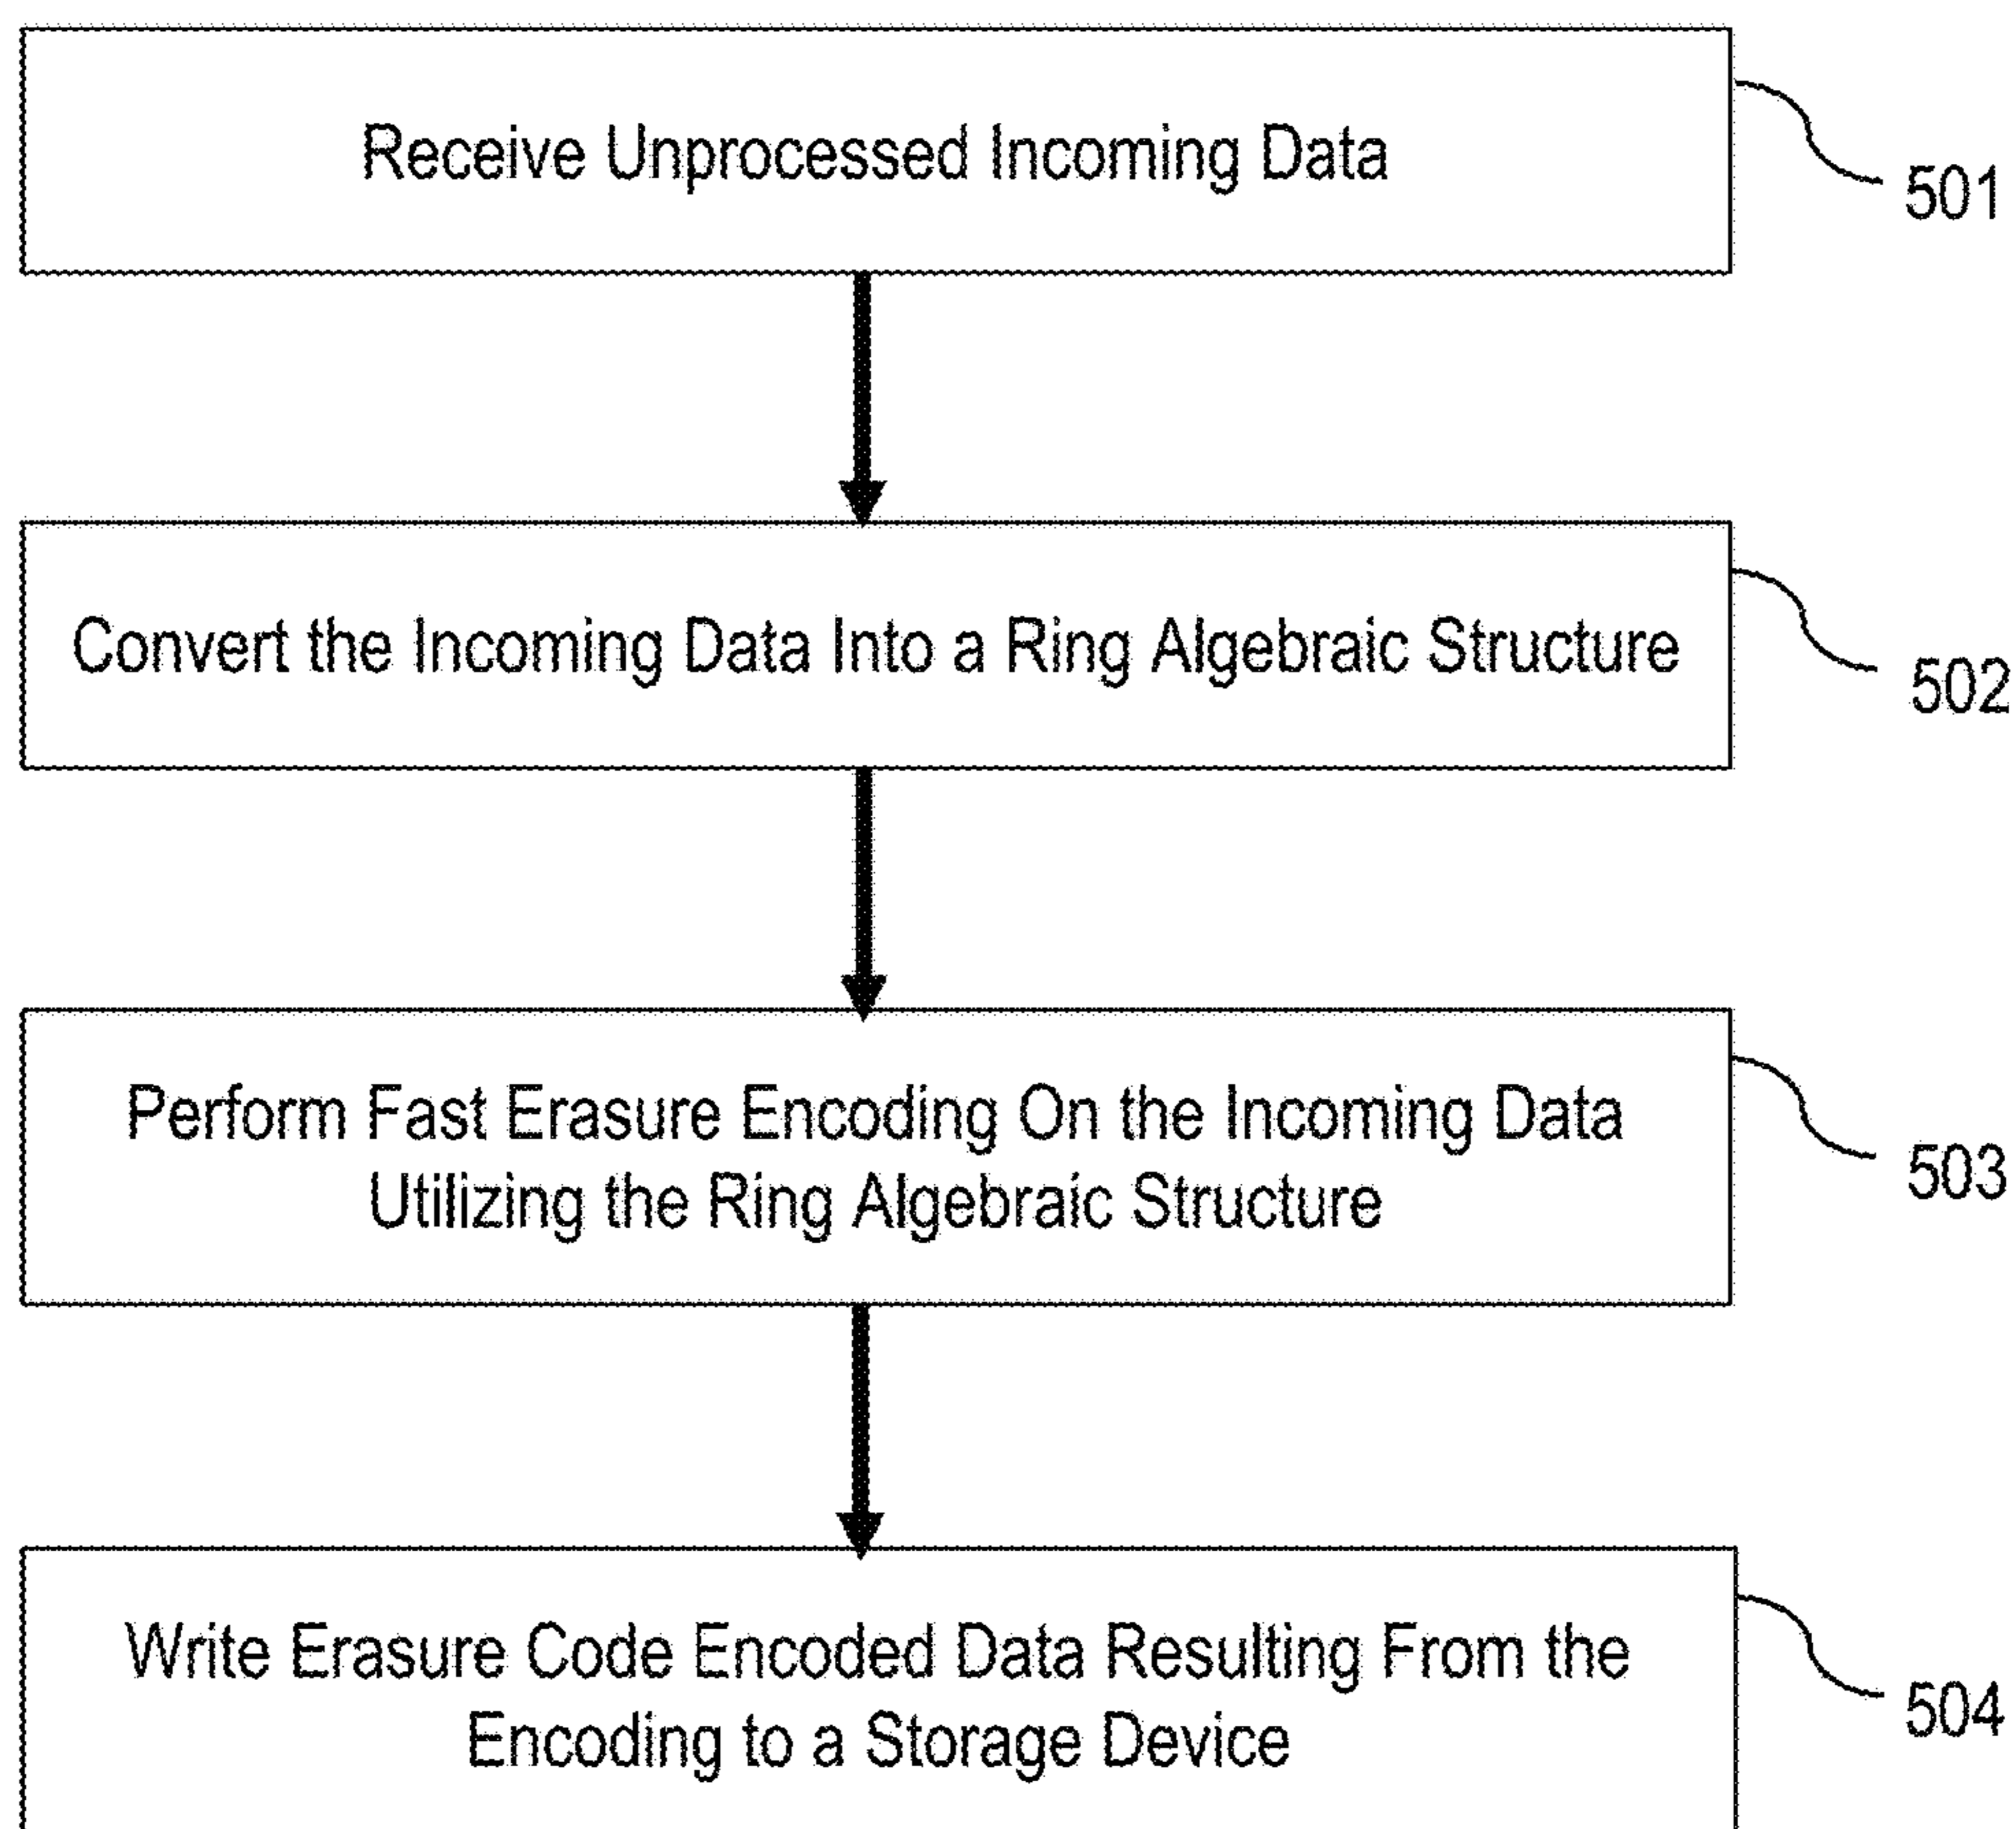 Receive Unprocessed Incoming Data
501
Convert the Incoming Data Into a Ring Algebraic Structure
502
Perform Fast Erasure Encoding On the Incoming Data
Utilizing the Ring Algebraic Structure
503
Write Erasure Code Encoded Data Resulting From the
Encoding to a Storage Device
504